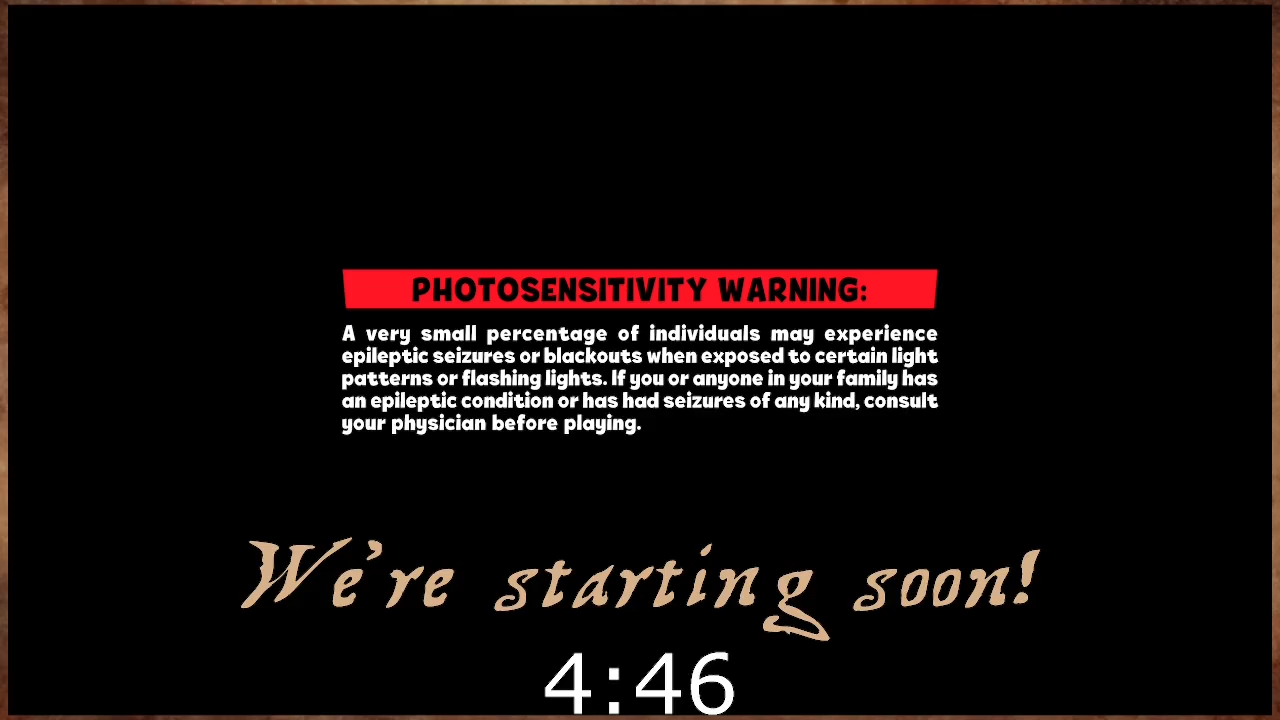 PHOTOSENSITIVITY WARNING:
A very small percentage of individuals may experience
epileptic seizures or blackouts when exposed to certain light
patterns or flashing lights. If you or anyone in your family has
an epileptic condition or has had seizures of any kind, consult
your physician before playing.
We're starting soon!
4:46